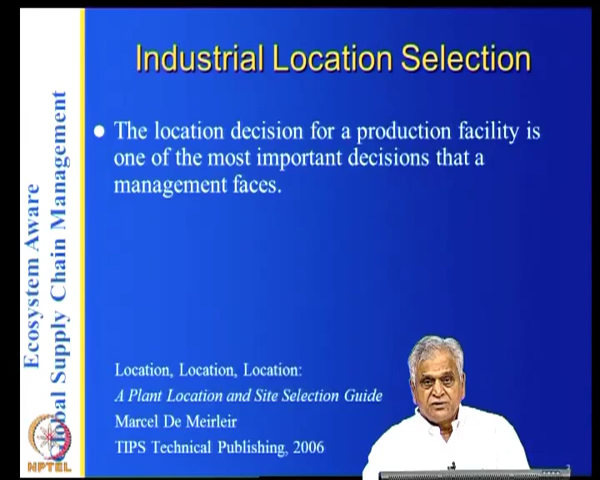 Industrial Location Selection
The location decision for a production facility is
one of the most important decisions that a
management faces.
Location, Location, Location:
A Plant Location and Site Selection Guide
Marcel De Meirleir
TIPS Technical Publishing, 2006
Ecosystem Aware
Global Supply Chain Management
NPTEL